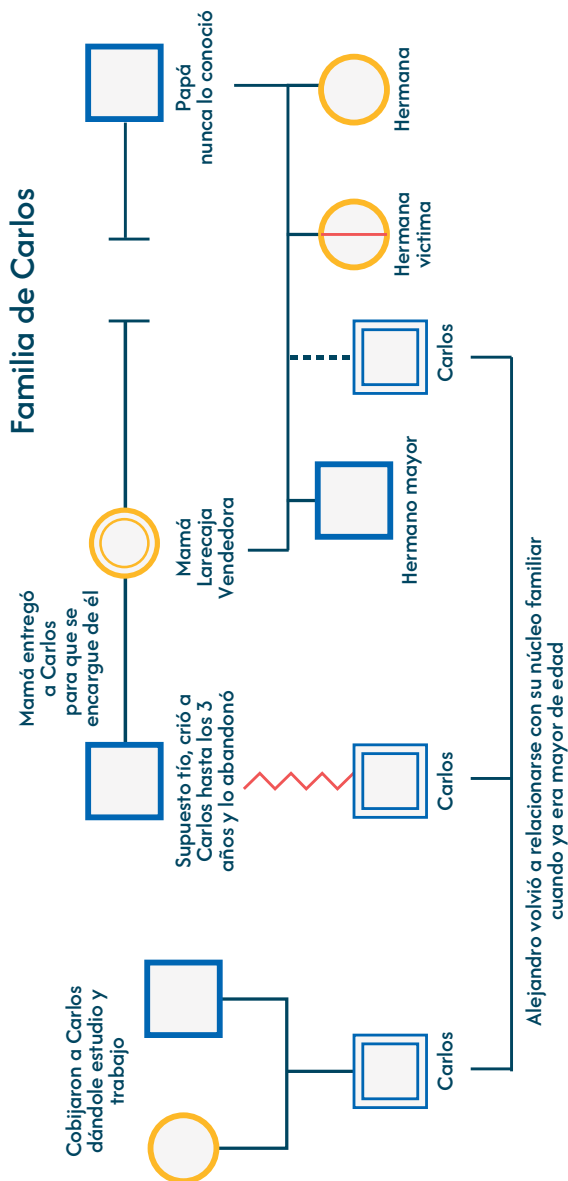 Familia de Carlos
Cobijaron a Carlos
dándole estudio y
trabajo
Mamá entregó
a Carlos
para que se
encargue de él
Supuesto tío, crió a
Carlos hasta los 3
años y lo abandonó
Mamá
Larecaja
Vendedora
Papá
nunca lo conoció
Carlos
Carlos
Hermano mayor
Carlos
Hermana
victima
Hermana
Alejandro volvió a relacionarse con su núcleo familiar
cuando ya era mayor de edad